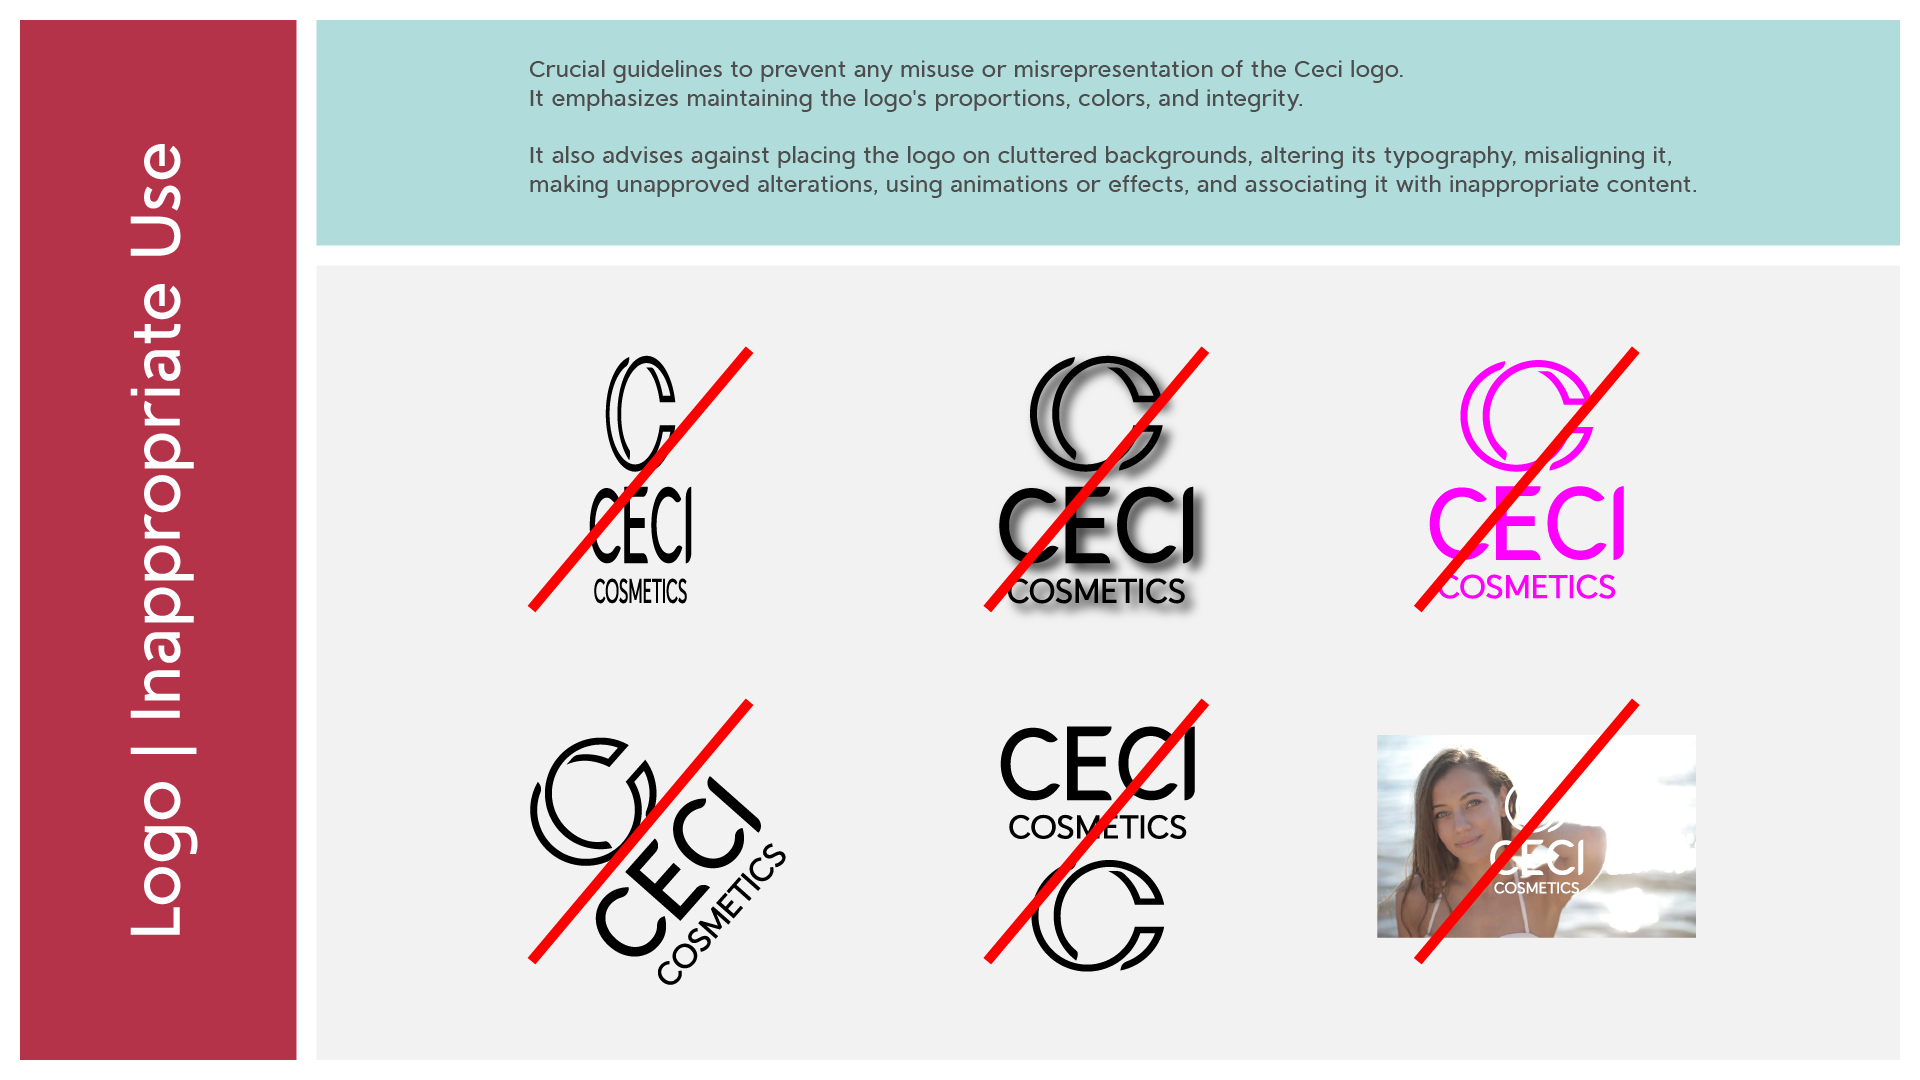 Logo | Inappropriate Use
Crucial guidelines to prevent any misuse or misrepresentation of the Ceci logo.
It emphasizes maintaining the logo's proportions, colors, and integrity.
It also advises against placing the logo on cluttered backgrounds, altering its typography, misaligning it,
making unapproved alterations, using animations or effects, and associating it with inappropriate content.
CECI
COSMETICS
CECI
COSMETICS
CECI
COSMETICS
CECI
COSMETICS
CECI
COSMETICS
CECI
COSMETICS